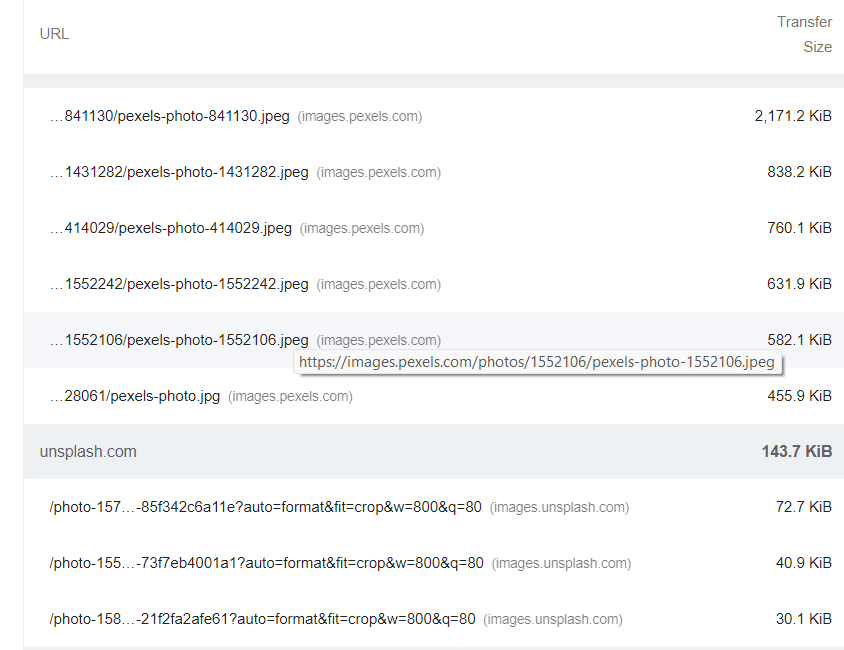 URL Transfer Size
…841130/pexels-photo-841130.jpeg (images.pexels.com) 2,171.2 KiB
…1431282/pexels-photo-1431282.jpeg (images.pexels.com) 838.2 KiB
…414029/pexels-photo-414029.jpeg (images.pexels.com) 760.1 KiB
…1552242/pexels-photo-1552242.jpeg (images.pexels.com) 631.9 KiB
…1552106/pexels-photo-1552106.jpeg (images.pexels.com) 582.1 KiB
https://images.pexels.com/photos/1552106/pexels-photo-1552106.jpeg
…28061/pexels-photo.jpg (images.pexels.com) 455.9 KiB
unsplash.com 143.7 KiB
/photo-157…-85f342c6a11e?auto=format&fit=crop&w=800&q=80 (images.unsplash.com) 72.7 KiB
/photo-155…-73f7eb4001a1?auto=format&fit=crop&w=800&q=80 (images.unsplash.com) 40.9 KiB
/photo-158…-21f2fa2afe61?auto=format&fit=crop&w=800&q=80 (images.unsplash.com) 30.1 KiB